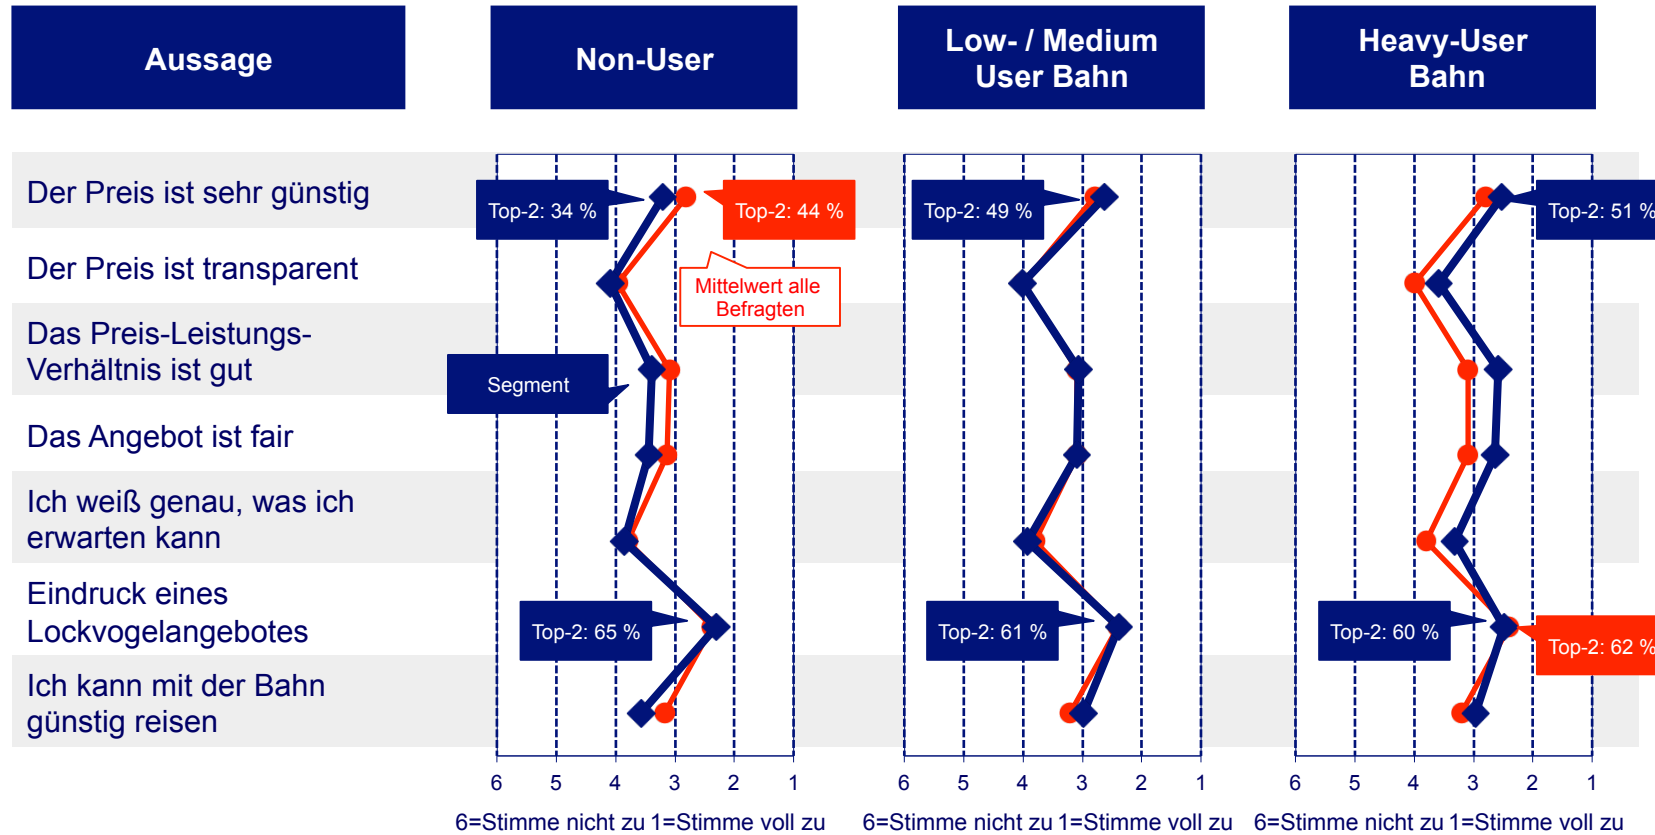 Aussage
Non-User
Low- / Medium
User Bahn
Heavy-User
Bahn
Der Preis ist sehr günstig
Top-2: 34 %
Top-2: 44 %
Top-2: 49 %
Top-2: 51 %
Der Preis ist transparent
Mittelwert alle
Befragten
Das Preis-Leistungs-
Verhältnis ist gut
Segment
Das Angebot ist fair
Ich weiß genau, was ich
erwarten kann
Eindruck eines
Lockvogelangebotes
Top-2: 65 %
Top-2: 61 %
Top-2: 60 %
Top-2: 62 %
Ich kann mit der Bahn
günstig reisen
6 5 4 3 2 1
6 5 4 3 2 1
6 5 4 3 2 1
6=Stimme nicht zu 1=Stimme voll zu
6=Stimme nicht zu 1=Stimme voll zu
6=Stimme nicht zu 1=Stimme voll zu